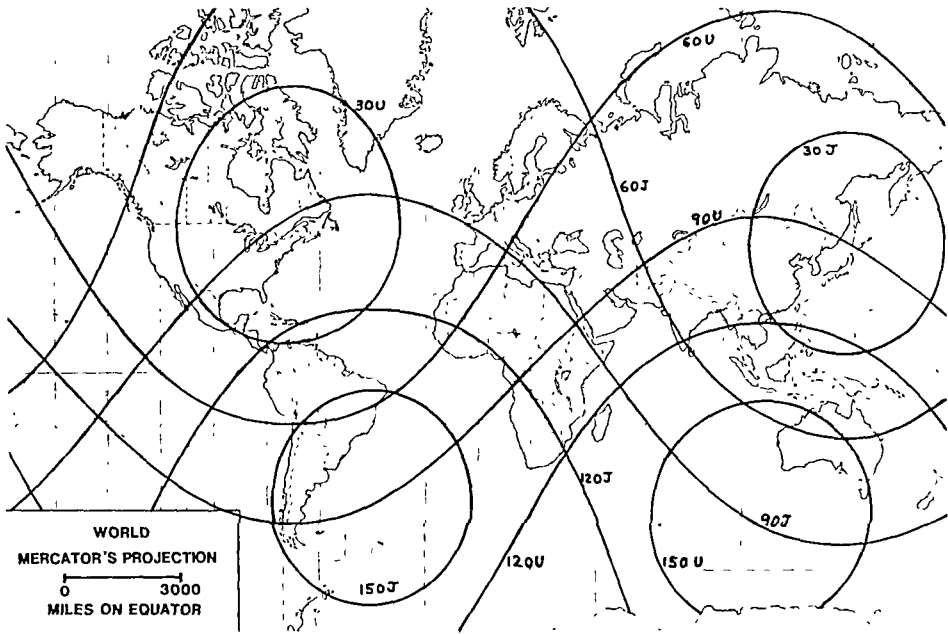 60U
30U
30J
60J
90U
120J
90J
120U
150U
150J
WORLD
MERCATOR'S PROJECTION
0 3000
MILES ON EQUATOR